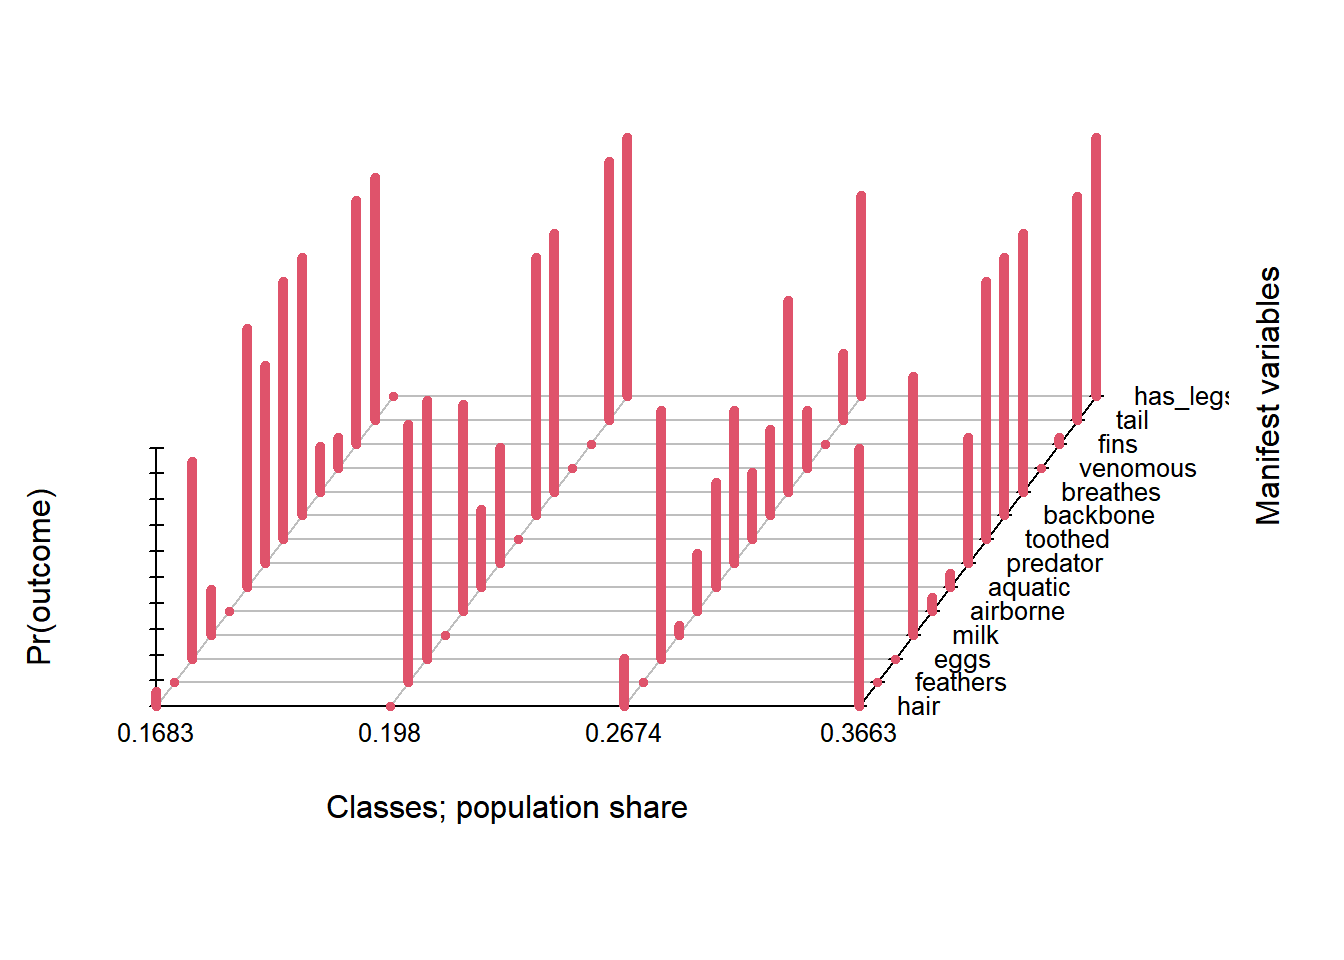 has_legs
tail
fins
venomous
breathes
backbone
toothed
predator
aquatic
airborne
milk
eggs
feathers
hair
Manifest variables
Pr(outcome)
0.1683 0.198 0.2674 0.3663
Classes; population share